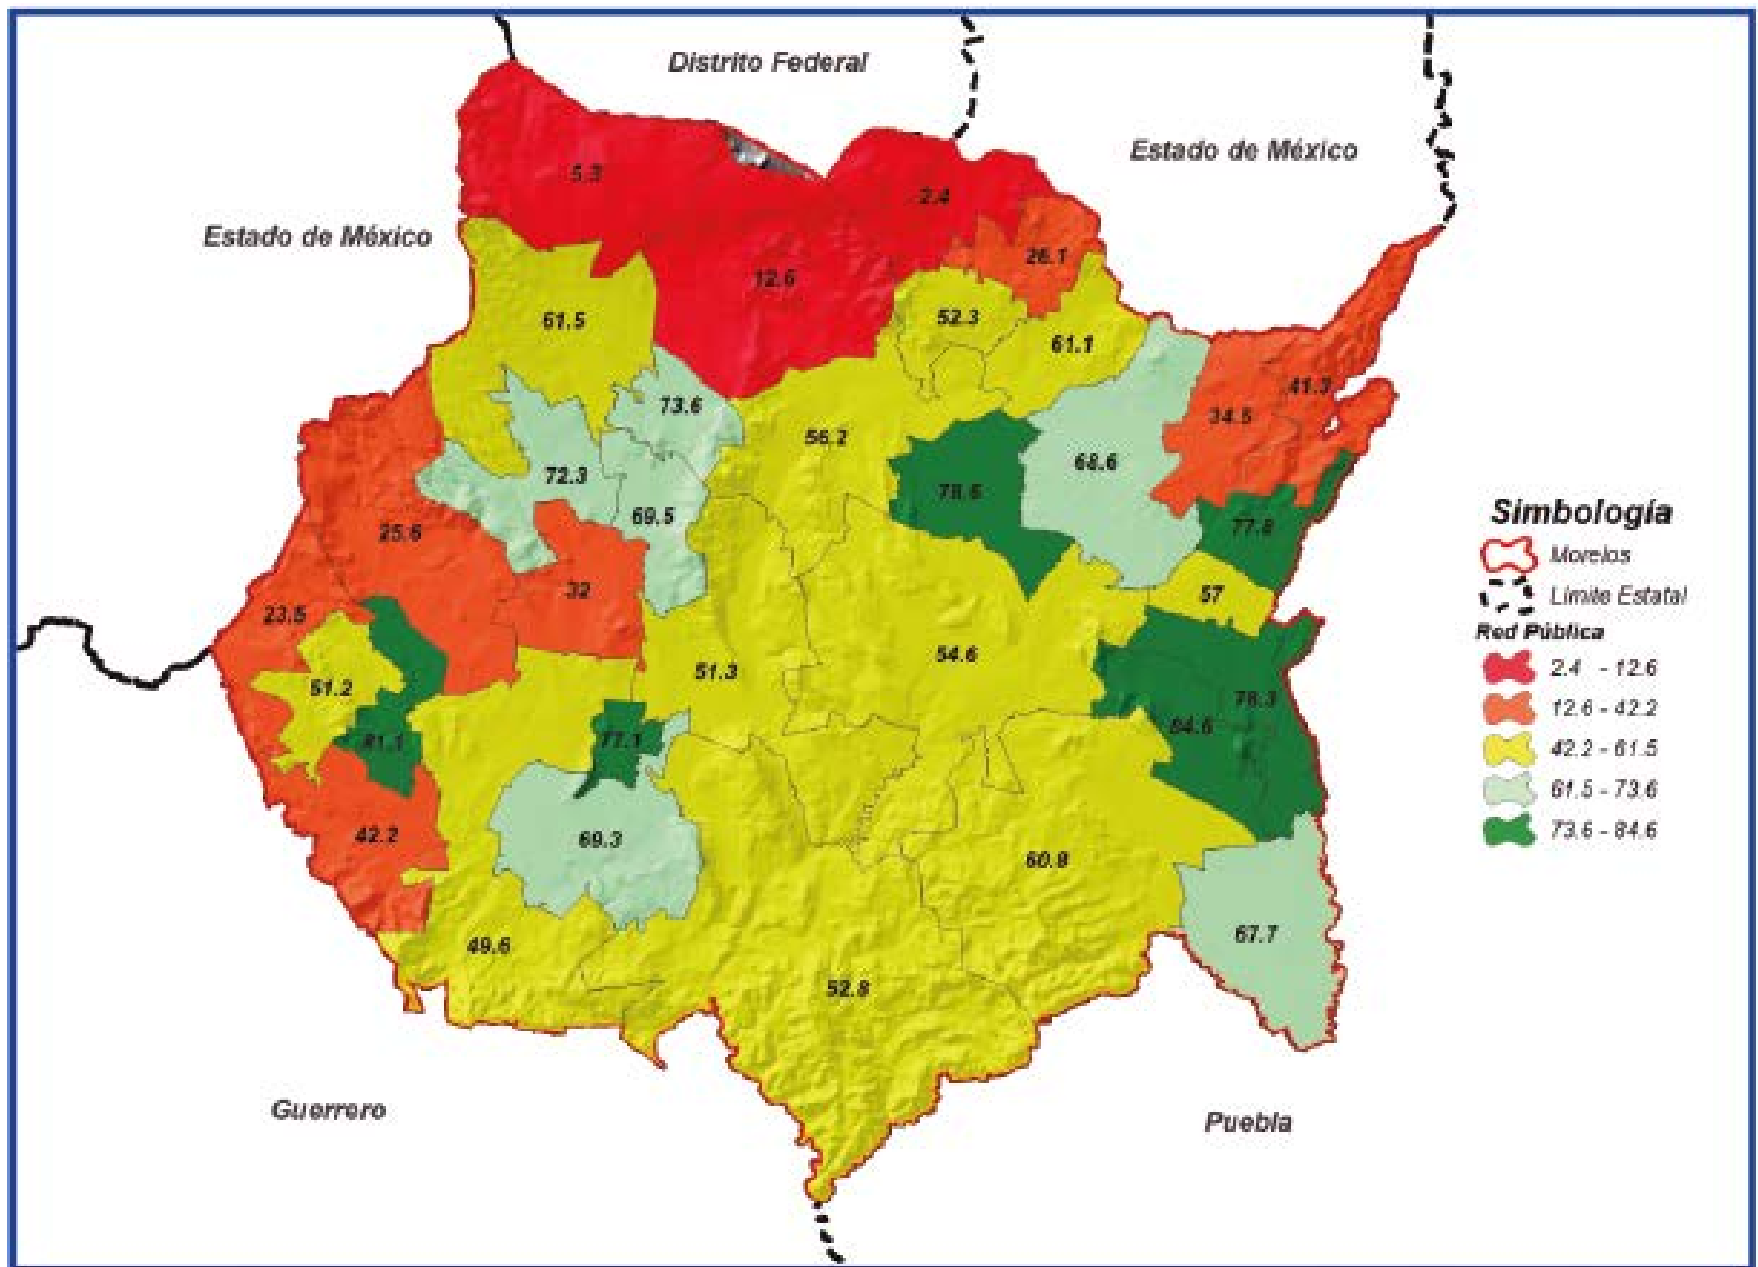 Distrito Federal
Estado de México
Estado de México
5.3
2.4
12.6
26.1
61.5
52.3
61.1
73.6
41.3
34.5
56.2
68.6
72.3
78.6
69.5
77.8
25.6
32
57
23.5
51.3
54.6
51.2
78.3
84.6
81.1
77.1
42.2
69.3
60.8
49.6
67.7
52.8
Guerrero
Puebla
Simbología
Morelos
Límite Estatal
Red Pública
2.4 - 12.6
12.6 - 42.2
42.2 - 61.5
61.5 - 73.6
73.6 - 84.6